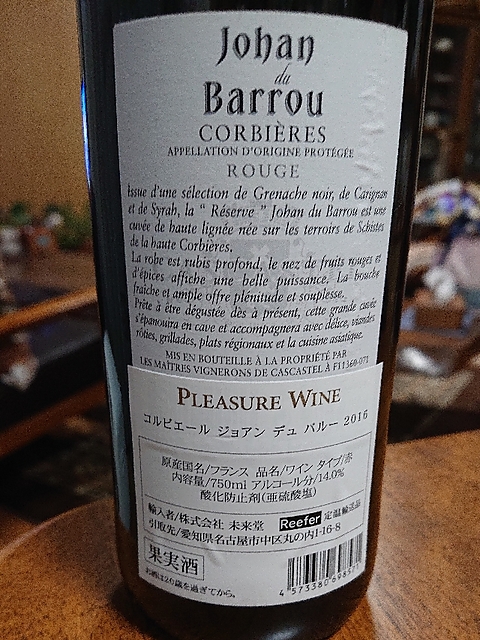 Johan
du
Barrou
CORBIÈRES
APPELLATION D'ORIGINE PROTÉGÉE
ROUGE
Issue d'une sélection de Grenache noir, de Carignan
et de Syrah, la " Réserve " Johan du Barrou est une
cuvée de haute lignée née sur les terroirs de Schistes
de la haute Corbières.
La robe est rubis profond, le nez de fruits rouges et
d'épices affiche une belle puissance. La bouche
fraîche et ample offre plénitude et souplesse.
Prête à être dégustée dès à présent, cette grande cuvée
s'épanouira en cave et accompagnera avec délice, viandes
rôties, grillades, plats régionaux et la cuisine asiatique.
MIS EN BOUTEILLE À LA PROPRIÉTÉ PAR
LES MAÎTRES VIGNERONS DE CASCASTEL À F11360-071
PLEASURE WINE
コルビエール ジョアン デュ バルー 2016
原産国名/フランス 品名/ワイン タイプ/赤
内容量/750ml アルコール分/14.0%
酸化防止剤(亜硫酸塩)
輸入者/株式会社 未来堂 Reefer 定温輸送品
引取先/愛知県名古屋市中区丸の内1-16-8
果実酒
お酒は20歳を過ぎてから。